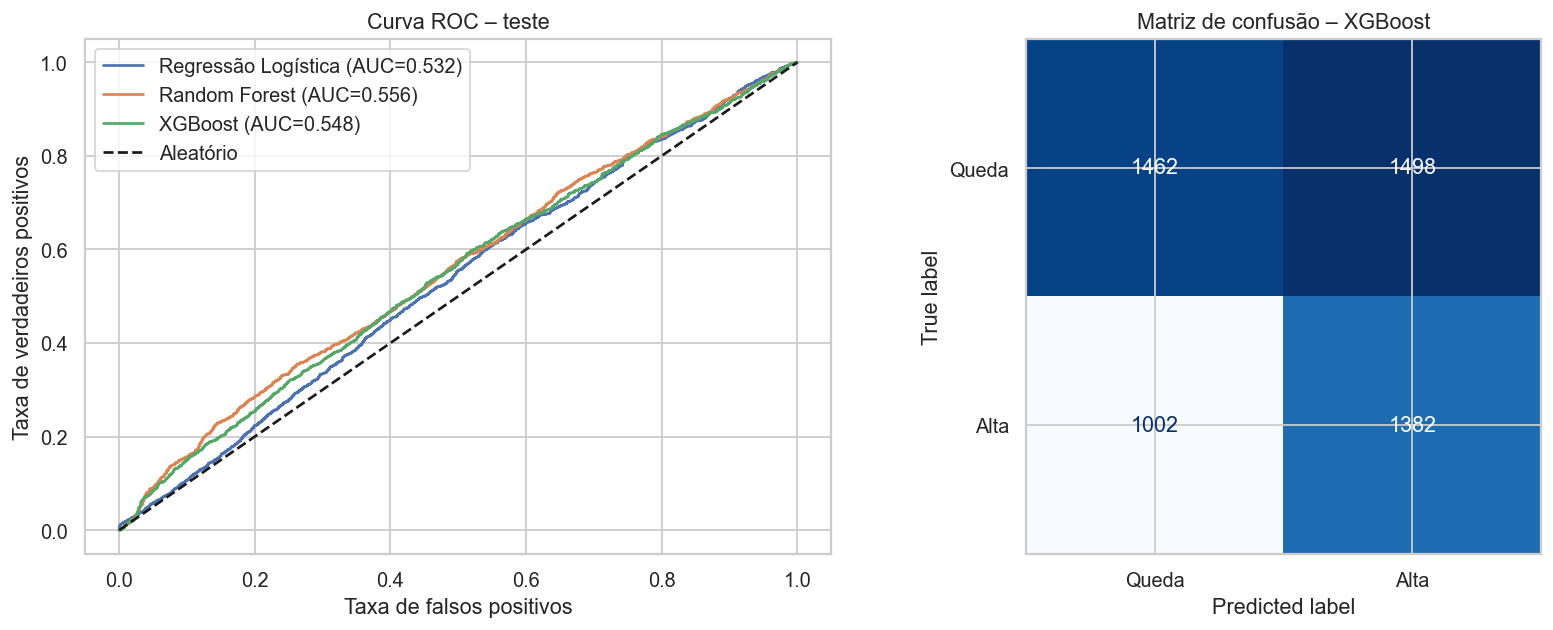 Curva ROC – teste
Regressão Logística (AUC=0.532)
Random Forest (AUC=0.556)
XGBoost (AUC=0.548)
Aleatório
Taxa de verdadeiros positivos
1.0
0.8
0.6
0.4
0.2
0.0
0.0
0.2
0.4
0.6
0.8
1.0
Taxa de falsos positivos
Matriz de confusão – XGBoost
True label
Queda
1462
1498
Alta
1002
1382
Queda
Alta
Predicted label